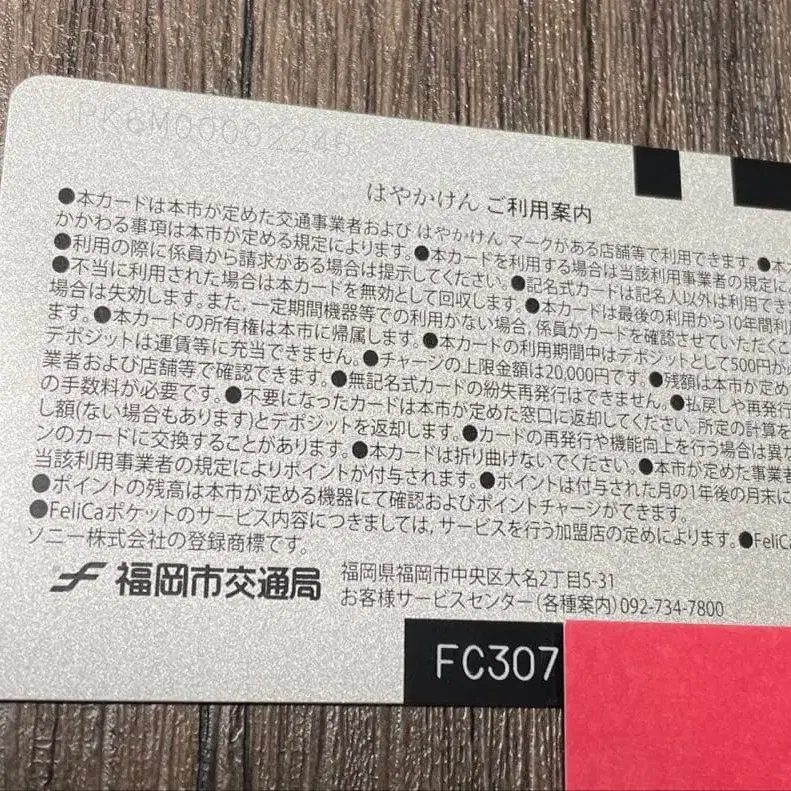 PK6M00002246
はやかけん ご利用案内
●本カードは本市が定めた交通事業者および はやかけん マークがある店舗等で利用できます。●本
かかわる事項は本市が定める規定によります。●本カードを利用する場合は当該利用事業者の規定に
●利用の際に係員から請求がある場合は提示してください。●記名式カードは記名人以外は利用でき
●不当に利用された場合は本カードを無効として回収します。●本カードは最後の利用から10年間利
場合は失効します。また、一定期間機器等での利用がない場合、係員がカードを確認させていただくこ
ます。●本カードの所有権は本市に帰属します。●本カードの利用期間中はデポジットとして500円が
デポジットは運賃等に充当できません。●チャージの上限金額は20,000円です。●残額は本市が定め
業者および店舗等で確認できます。●無記名式カードの紛失再発行はできません。●払戻しや再発行
の手数料が必要です。●不要になったカードは本市が定めた窓口に返却してください。所定の計算を
し額(ない場合もあります)とデポジットを返却します。●カードの再発行や機能向上を行う場合は異な
ンのカードに交換することがあります。●本カードは折り曲げないでください。●本市が定めた事業者
当該利用事業者の規定によりポイントが付与されます。●ポイントは付与された月の1年後の月末に
●ポイントの残高は本市が定める機器にて確認およびポイントチャージができます。
●FeliCaポケットのサービス内容につきましては、サービスを行う加盟店の定めによります。●FeliC
ソニー株式会社の登録商標です。
福岡市交通局 福岡県福岡市中央区大名2丁目5-31
お客様サービスセンター(各種案内)092-734-7800
FC307